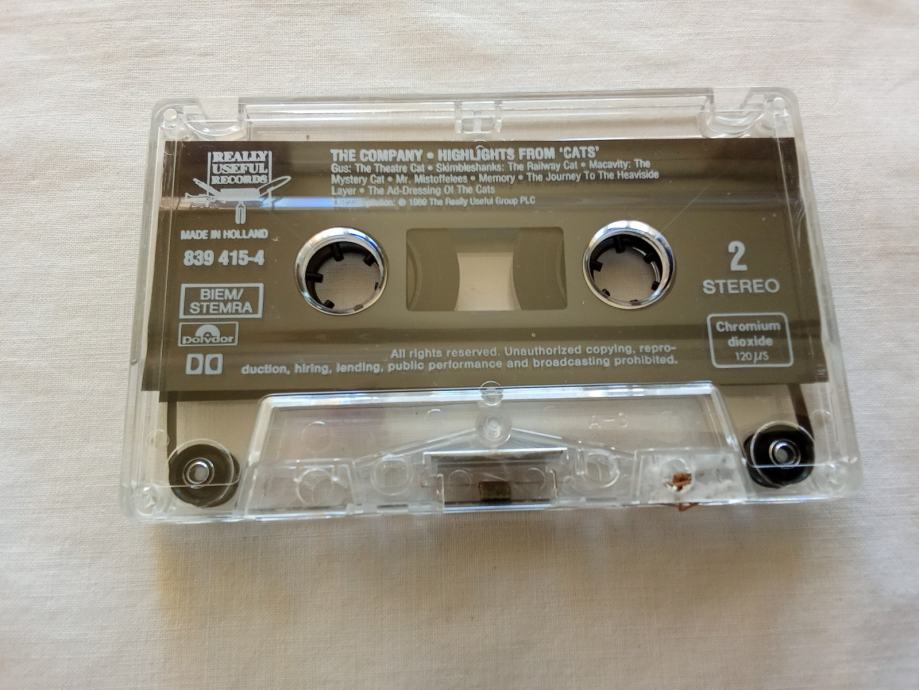 REALLY
USEFUL
RECORDS
MADE IN HOLLAND
839 415-4
BIEM/
STEMRA
polydor
THE COMPANY • HIGHLIGHTS FROM 'CATS'
Gus: The Theatre Cat • Skimbleshanks: The Railway Cat • Macavity: The
Mystery Cat • Mr. Mistoffelees • Memory • The Journey To The Heaviside
Layer • The Ad-Dressing Of The Cats
℗ 1989 The Really Useful Group PLC
2
STEREO
Chromium
dioxide
120 µS
All rights reserved. Unauthorized copying, repro-
duction, hiring, lending, public performance and broadcasting prohibited.